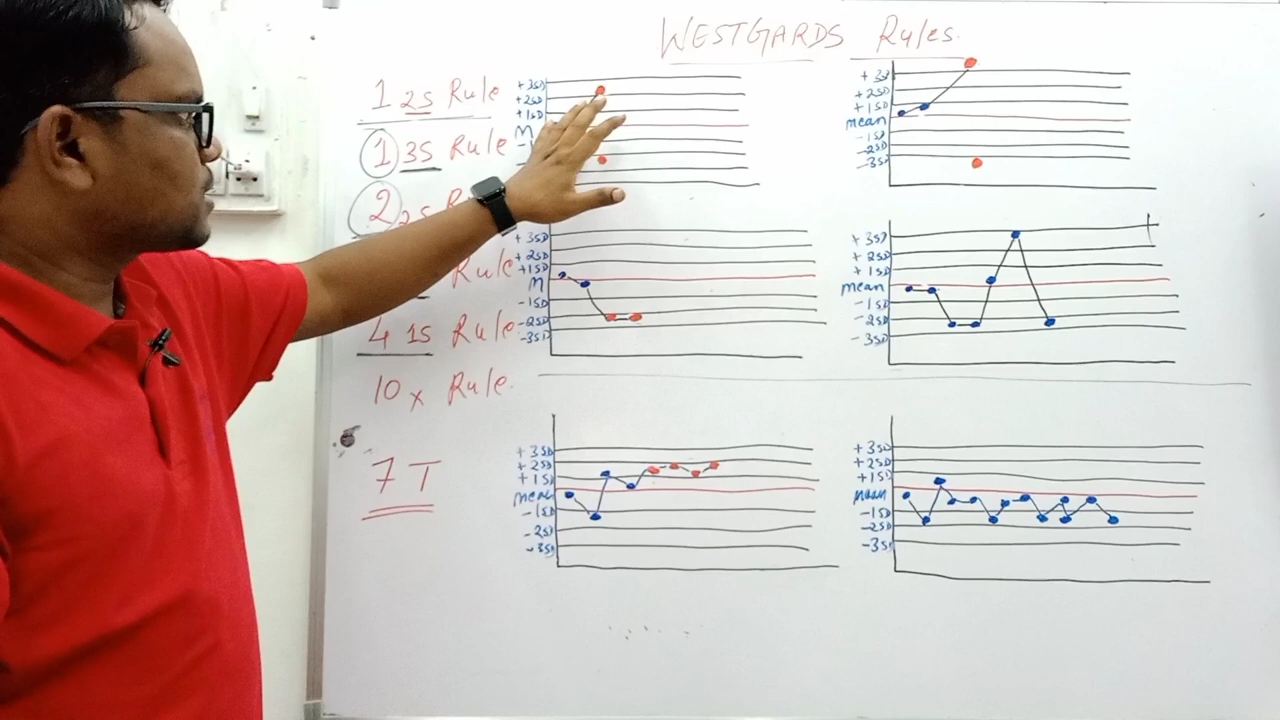 WESTGARDS Rules.
1 2S Rule
1 3S Rule
2 2S
Rule
4 1S Rule
10 x Rule.
7 T
+3SD
+2SD
+1SD
M
+3SD
+2SD
+1SD
mean
-1SD
-2SD
-3SD
+3SD
+2SD
+1SD
M
-1SD
-2SD
-3SD
+3SD
+2SD
+1SD
mean
-1SD
-2SD
-3SD
+3SD
+2SD
+1SD
mean
-1SD
-2SD
-3SD
+3SD
+2SD
+1SD
mean
-1SD
-2SD
-3SD